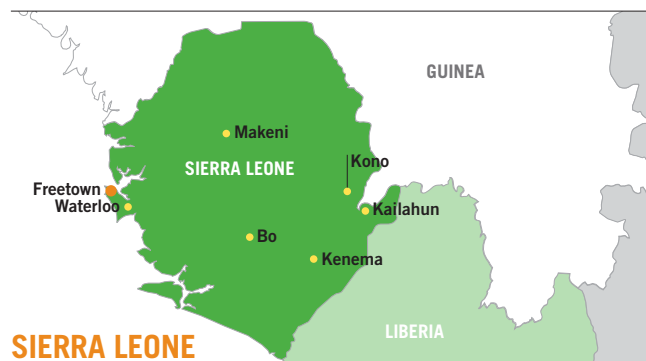 GUINEA
Makeni
SIERRA LEONE
Kono
Freetown
Waterloo
Kailahun
Bo
Kenema
LIBERIA
SIERRA LEONE